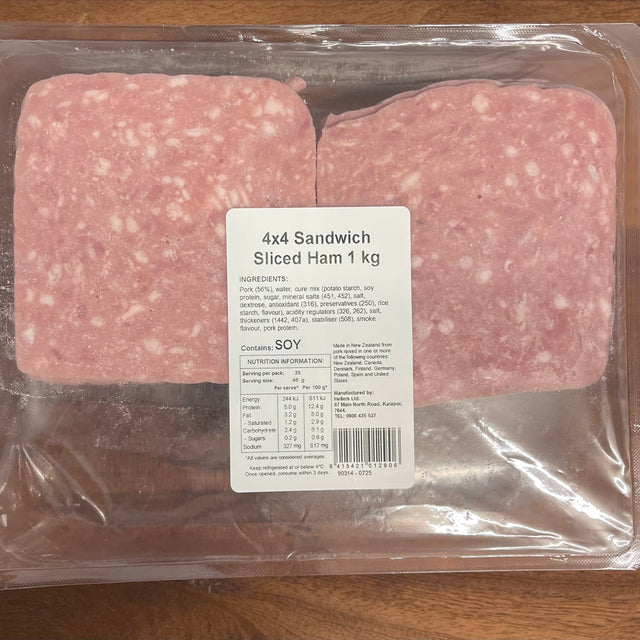 4x4 Sandwich
Sliced Ham 1 kg
INGREDIENTS:
Pork (56%), water, cure mix (potato starch, soy
protein, sugar, mineral salts (451, 452), salt,
dextrose, antioxidant (316), preservatives (250), rice
starch, flavour), acidity regulators (326, 262), salt,
thickeners (1442, 407a), stabiliser (508), smoke
flavour, pork protein.
Contains: SOY
NUTRITION INFORMATION:
Serving per pack: 25
Serving size: 40 g
Per serve* Per 100 g*
Energy 244 kJ 611 kJ
Protein 5.0 g 12.4 g
Fat 3.2 g 8.0 g
- Saturated 1.2 g 2.9 g
Carbohydrate 2.4 g 6.1 g
- Sugars 0.2 g 0.6 g
Sodium 327 mg 817 mg
*All values are considered averages
Keep refrigerated at or below 4°C.
Once opened, consume within 3 days.
Made in New Zealand from
pork raised in one or more
of the following countries:
New Zealand, Canada,
Denmark, Finland, Germany,
Poland, Spain and United
States
Manufactured by:
Hellers Ltd.
67 Main North Road, Kaiapoi,
7644.
TEL: 0800 435 537
9 415421 012906
90314 - 0725